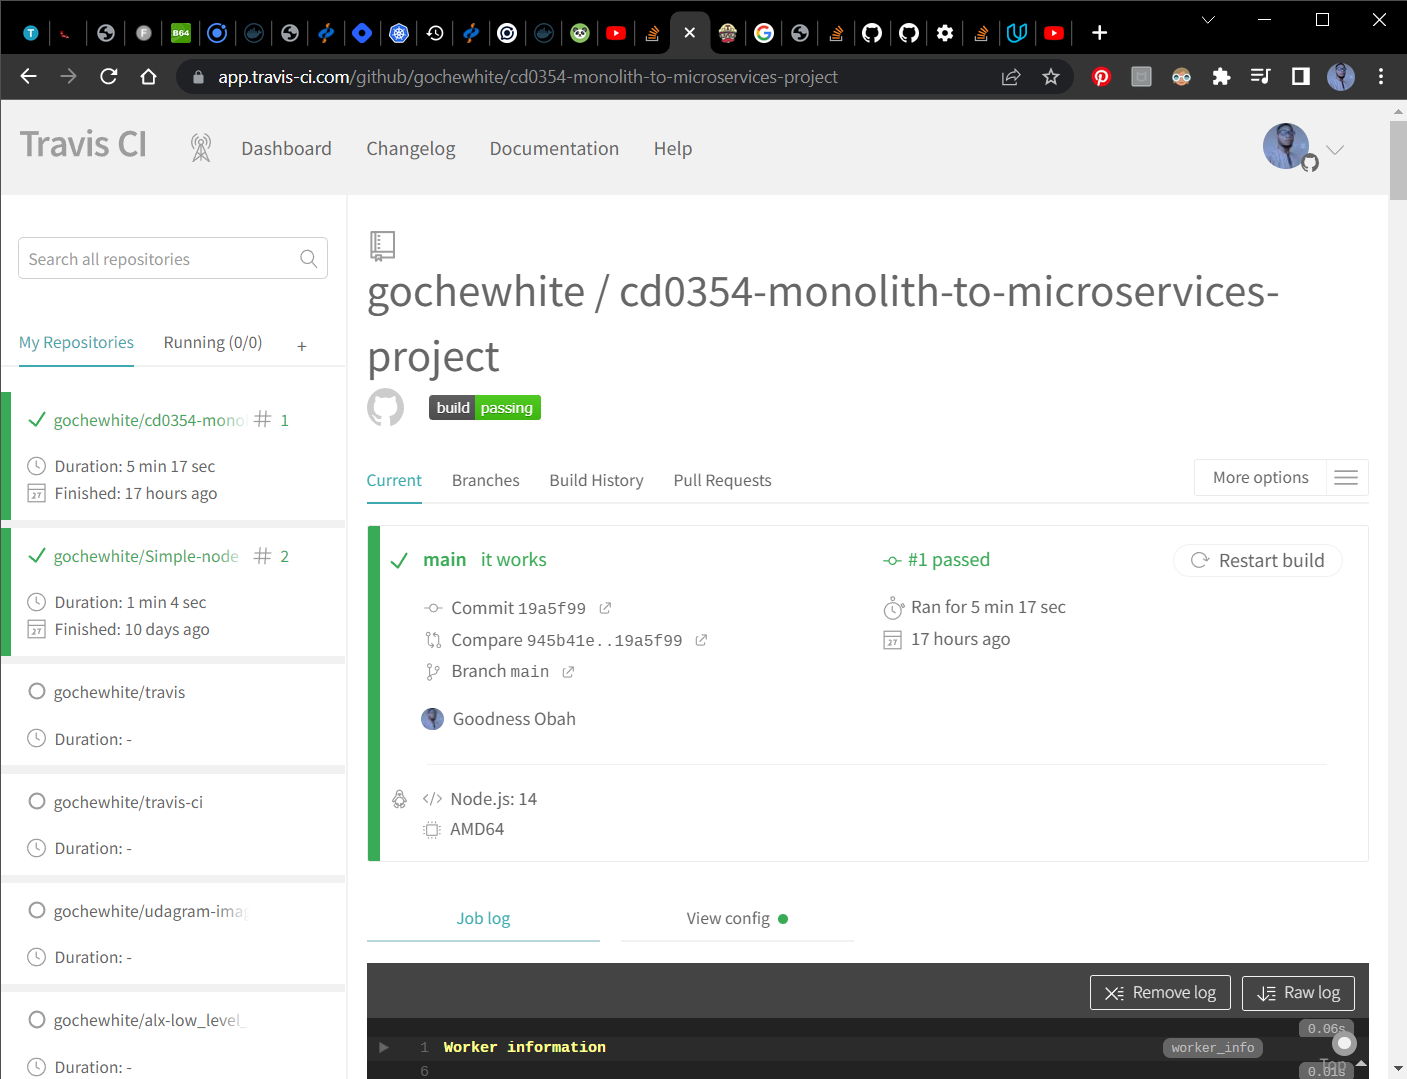 app.travis-ci.com/github/gochewhite/cd0354-monolith-to-microservices-project
Travis CI
Dashboard
Changelog
Documentation
Help
Search all repositories
My Repositories
Running (0/0)
+
gochewhite/cd0354-monol
# 1
Duration: 5 min 17 sec
Finished: 17 hours ago
gochewhite/Simple-node
# 2
Duration: 1 min 4 sec
Finished: 10 days ago
gochewhite/travis
Duration: -
gochewhite/travis-ci
Duration: -
gochewhite/udagram-imag
Duration: -
gochewhite/alx-low_level_
Duration: -
gochewhite / cd0354-monolith-to-microservices-
project
build passing
Current
Branches
Build History
Pull Requests
More options
main it works
Commit 19a5f99
Compare 945b41e..19a5f99
Branch main
Goodness Obah
#1 passed
Ran for 5 min 17 sec
17 hours ago
Restart build
Node.js: 14
AMD64
Job log
View config
Remove log
Raw log
0.06s
1 Worker information
worker_info
6
0.01s
Top